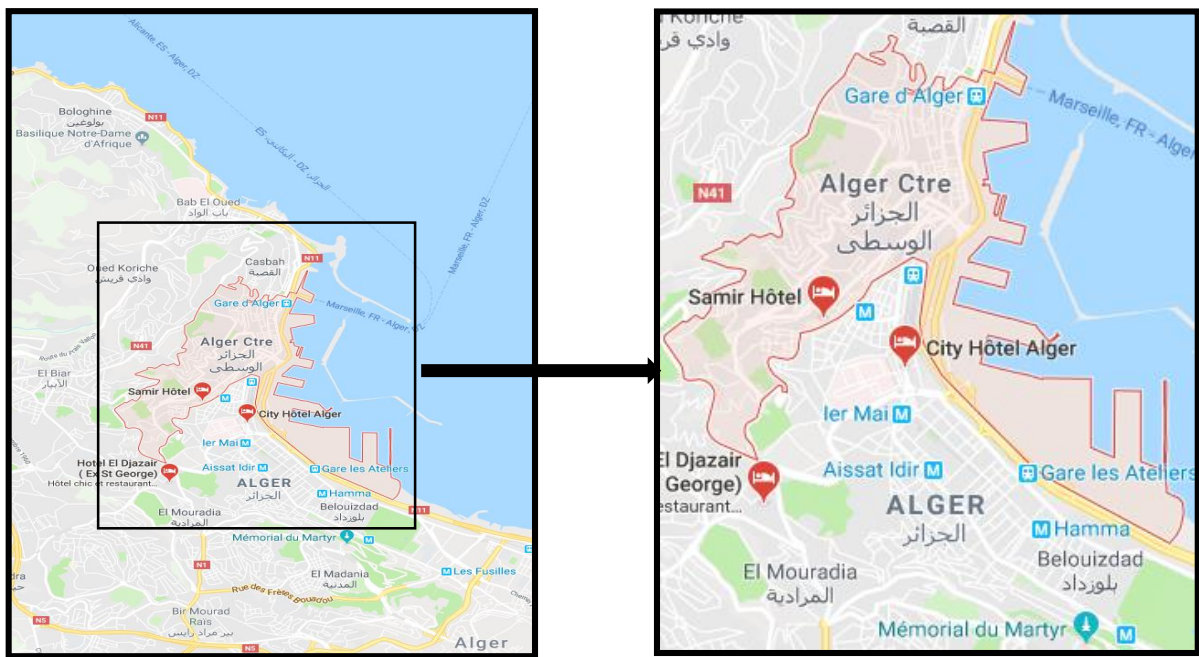 Alicante, ES - Alger, DZ
Bologhine
بولوغين
N11
Basilique Notre-Dame
d'Afrique
Bab El Oued
باب الواد
Marseille, FR - Alger, DZ
Oued Koriche
وادي قريش
Casbah
القصبة
N11
Gare d'Alger
Marseille, FR - Alger, DZ
N41
Alger Ctre
الجزائر
الوسطى
El Biar
الأبيار
Samir Hôtel
City Hôtel Alger
Ier Mai
Hotel El Djazair
( Ex St George)
Hôtel chic et restaurant...
Aissat Idir
Gare les Ateliers
ALGER
الجزائر
Hamma
Belouizdad
بلوزداد
El Mouradia
المرادية
N11
Mémorial du Martyr
N1
El Madania
المدنية
Les Fusilles
Rue des Frères Bouadou
Bir Mourad
Raïs
بير مراد رايس
N5
N5
Alger
القصبة
وادي قر
Gare d'Alger
Marseille, FR - Alger
N41
Alger Ctre
الجزائر
الوسطى
Samir Hôtel
City Hôtel Alger
Ier Mai
El Djazair
George)
estaurant...
Aissat Idir
Gare les Ateliers
ALGER
الجزائر
Hamma
Belouizdad
بلوزداد
El Mouradia
المرادية
Mémorial du Martyr